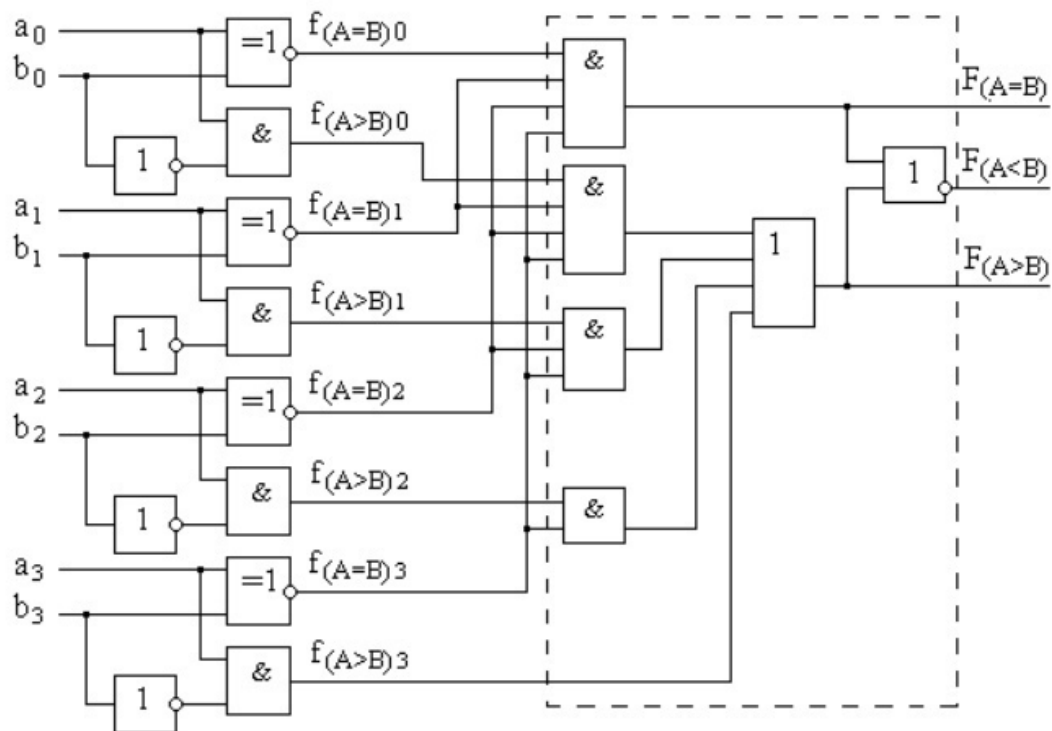 a0
=1
f(A=B)0
&
F(A=B)
b0
f(A>B)0
1
&
&
1
F(A<B)
a1
=1
f(A=B)1
b1
1
F(A>B)
f(A>B)1
1
&
&
a2
=1
f(A=B)2
b2
f(A>B)2
1
&
&
a3
=1
f(A=B)3
b3
f(A>B)3
1
&